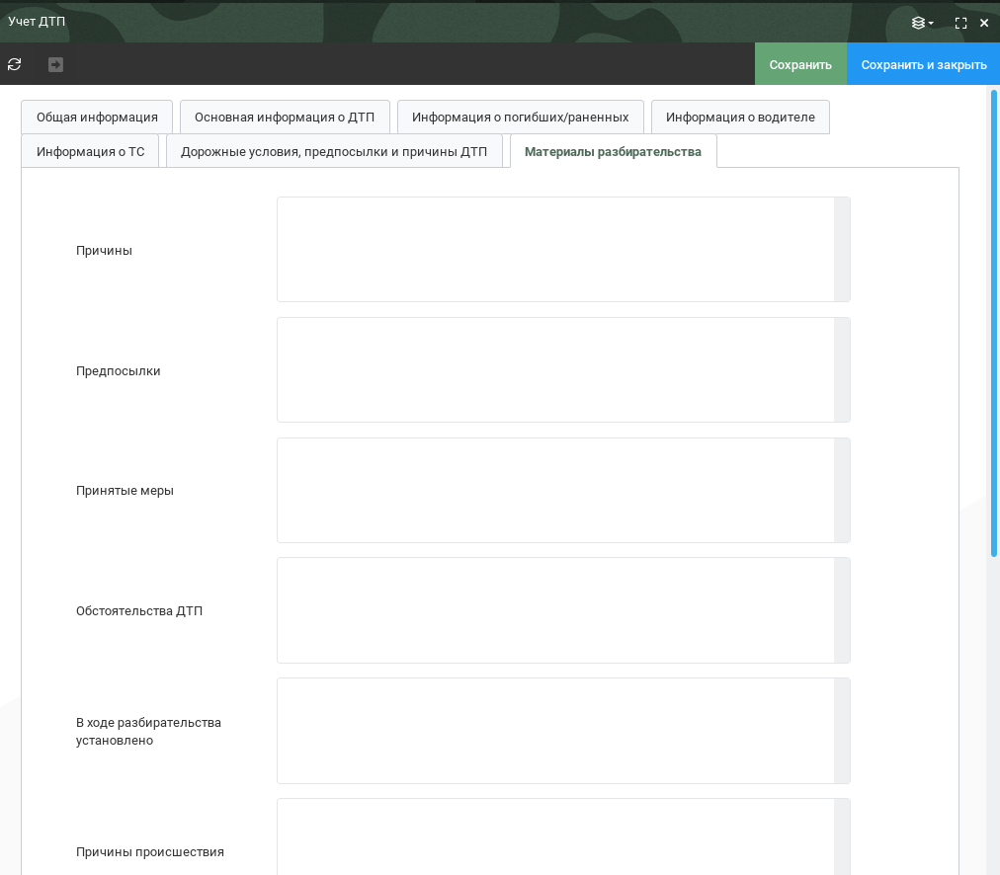 Учет ДТП
Сохранить
Сохранить и закрыть
Общая информация
Основная информация о ДТП
Информация о погибших/раненных
Информация о водителе
Информация о ТС
Дорожные условия, предпосылки и причины ДТП
Материалы разбирательства
Причины
Предпосылки
Принятые меры
Обстоятельства ДТП
В ходе разбирательства
установлено
Причины происшествия